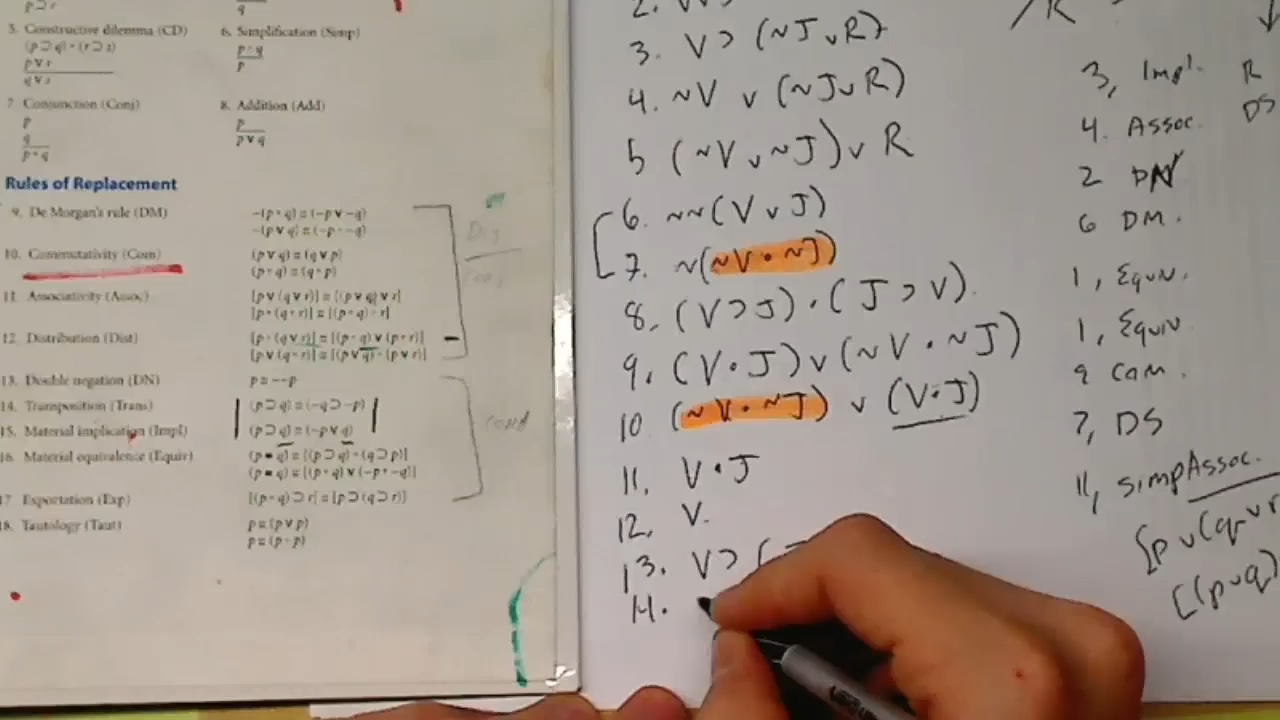 5. Constructive dilemma (CD)
6. Simplification (Simp)
(p ⊃ q) • (r ⊃ s)
p • q
p ∨ r
p
q ∨ s
7. Conjunction (Conj)
8. Addition (Add)
p
p
q
p ∨ q
p • q
Rules of Replacement
9. De Morgan's rule (DM)
~(p • q) ≡ (~p ∨ ~q)
~(p ∨ q) ≡ (~p • ~q)
10. Commutativity (Com)
(p ∨ q) ≡ (q ∨ p)
(p • q) ≡ (q • p)
11. Associativity (Assoc)
[p ∨ (q ∨ r)] ≡ [(p ∨ q) ∨ r]
[p • (q • r)] ≡ [(p • q) • r]
12. Distribution (Dist)
[p • (q ∨ r)] ≡ [(p • q) ∨ (p • r)]
[p ∨ (q • r)] ≡ [(p ∨ q) • (p ∨ r)]
13. Double negation (DN)
p ≡ ~~p
14. Transposition (Trans)
(p ⊃ q) ≡ (~q ⊃ ~p)
15. Material implication (Impl)
(p ⊃ q) ≡ (~p ∨ q)
16. Material equivalence (Equiv)
(p ≡ q) ≡ [(p ⊃ q) • (q ⊃ p)]
(p ≡ q) ≡ [(p • q) ∨ (~p • ~q)]
17 Exportation (Exp)
[(p • q) ⊃ r] ≡ [p ⊃ (q ⊃ r)]
18. Tautology (Taut)
p ≡ (p ∨ p)
p ≡ (p • p)
Cond
/R
3. V ⊃ (~J ∨ R)
4. ~V ∨ (~J ∨ R)
5 (~V ∨ ~J) ∨ R
6. ~~(V ∨ J)
7. ~(~V • ~J)
8. (V ⊃ J) • (J ⊃ V)
9. (V • J) ∨ (~V • ~J)
10 (~V • ~J) ∨ (V • J)
11. V • J
12. V.
13. V ⊃ (
14.
3, Impl. R
DS
4. Assoc.
2 DN
6 DM.
1, Equiv.
1, Equiv
9 Com.
7, DS
11, simp Assoc.
[p ∨ (q ∨ r
[(p ∨ q)